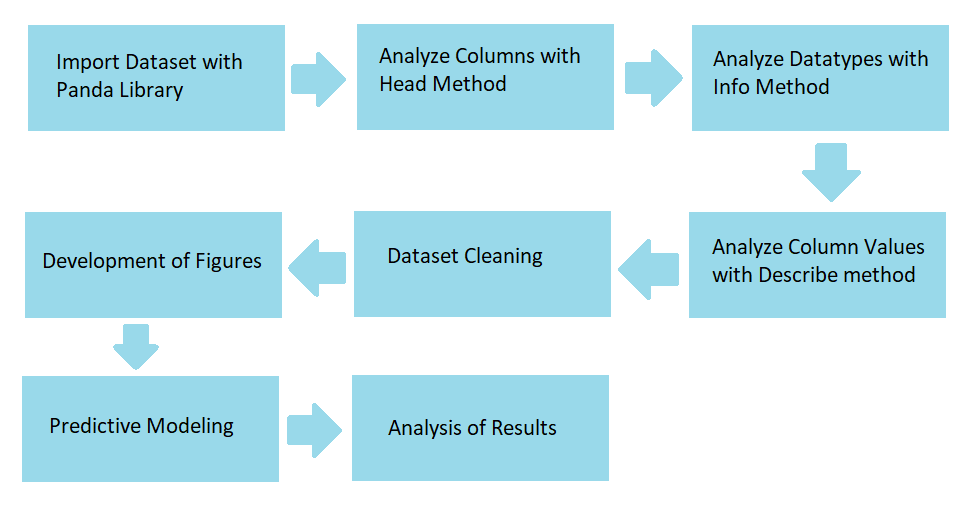 Import Dataset with
Panda Library
Analyze Columns with
Head Method
Analyze Datatypes with
Info Method
Analyze Column Values
with Describe method
Dataset Cleaning
Development of Figures
Predictive Modeling
Analysis of Results